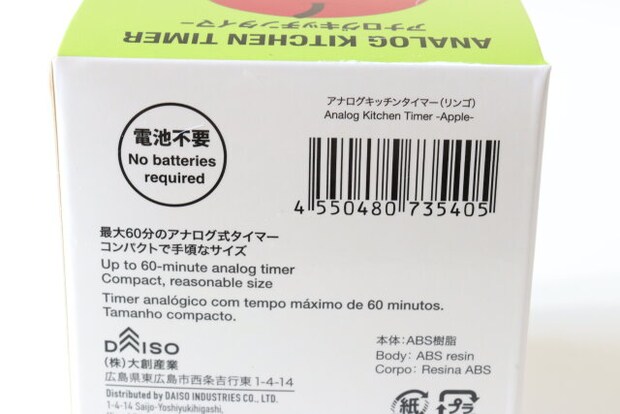 ANALOG KITCHEN TIMER
アナログキッチンタイマー
アナログキッチンタイマー(リンゴ)
Analog Kitchen Timer -Apple-
電池不要
No batteries
required
4 550480 735405
最大60分のアナログ式タイマー
コンパクトで手頃なサイズ
Up to 60-minute analog timer
Compact, reasonable size
Timer analógico com tempo máximo de 60 minutos.
Tamanho compacto.
DAISO
(株)大創産業
広島県東広島市西条吉行東1-4-14
Distributed by DAISO INDUSTRIES CO., LTD.
1-4-14 Saijo-Yoshiyukihigashi,
本体:ABS樹脂
Body: ABS resin
Corpo: Resina ABS
紙
プラ